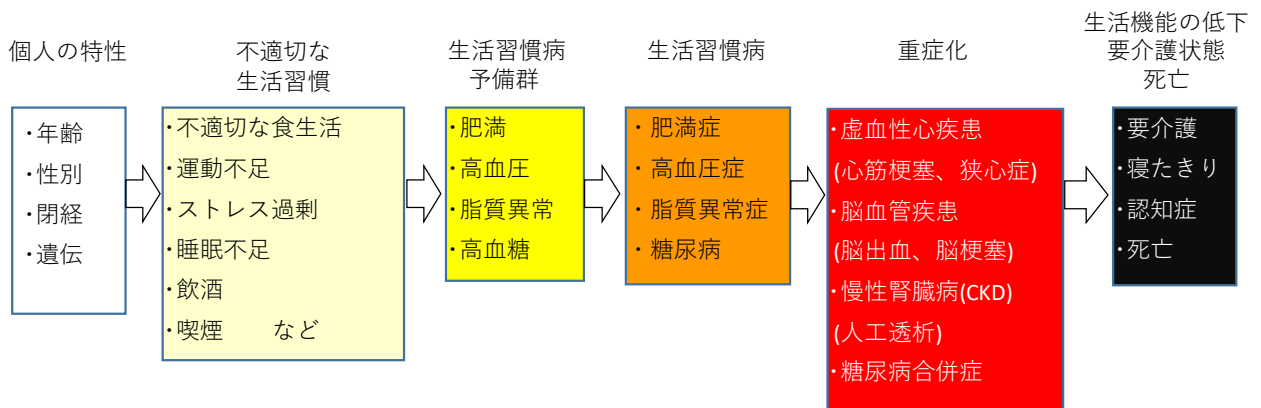 個人の特性
・年齢
・性別
・閉経
・遺伝
不適切な
生活習慣
・不適切な食生活
・運動不足
・ストレス過剰
・睡眠不足
・飲酒
・喫煙　　など
生活習慣病
予備群
・肥満
・高血圧
・脂質異常
・高血糖
生活習慣病
・肥満症
・高血圧症
・脂質異常症
・糖尿病
重症化
・虚血性心疾患
(心筋梗塞、狭心症)
・脳血管疾患
(脳出血、脳梗塞)
・慢性腎臓病(CKD)
(人工透析)
・糖尿病合併症
生活機能の低下
要介護状態
死亡
・要介護
・寝たきり
・認知症
・死亡